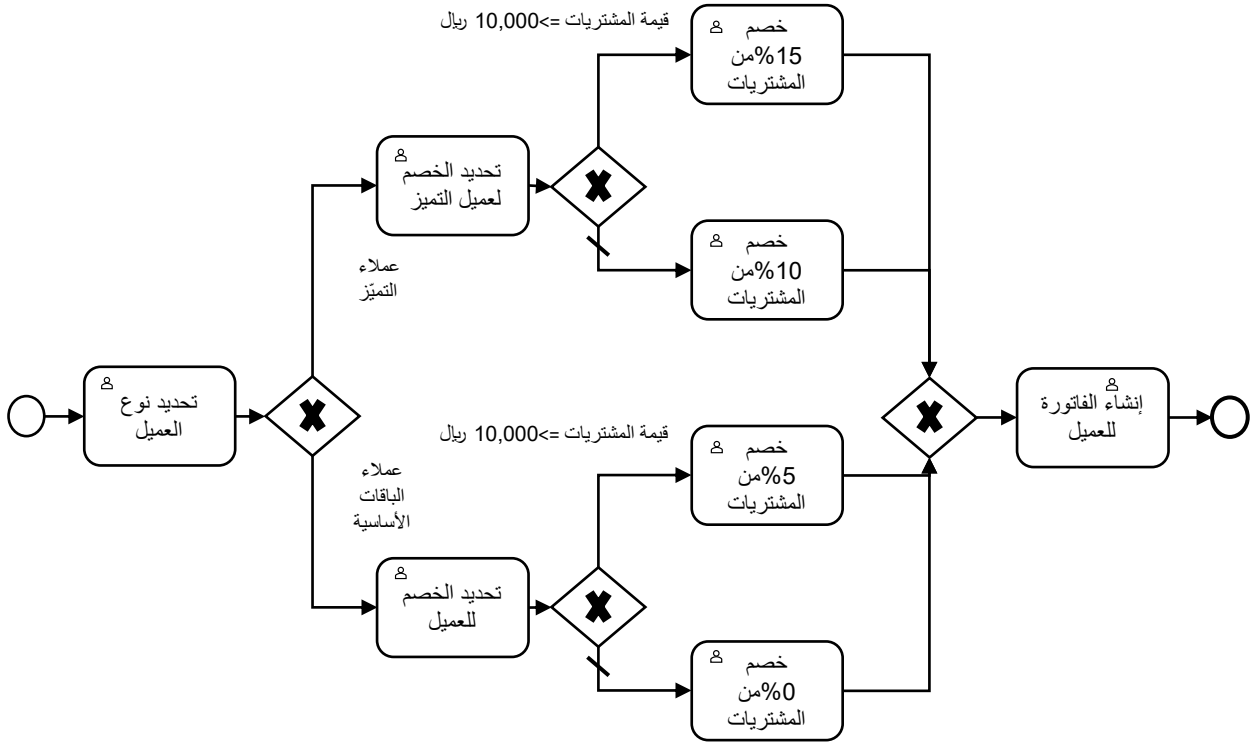 قيمة المشتريات =>10,000 ريال
خصم
15%من
المشتريات
تحديد الخصم
لعميل التميز
خصم
10%من
المشتريات
عملاء
التميّز
تحديد نوع
العميل
إنشاء الفاتورة
للعميل
قيمة المشتريات =>10,000 ريال
خصم
5%من
المشتريات
عملاء
الباقات
الأساسية
تحديد الخصم
للعميل
خصم
0%من
المشتريات